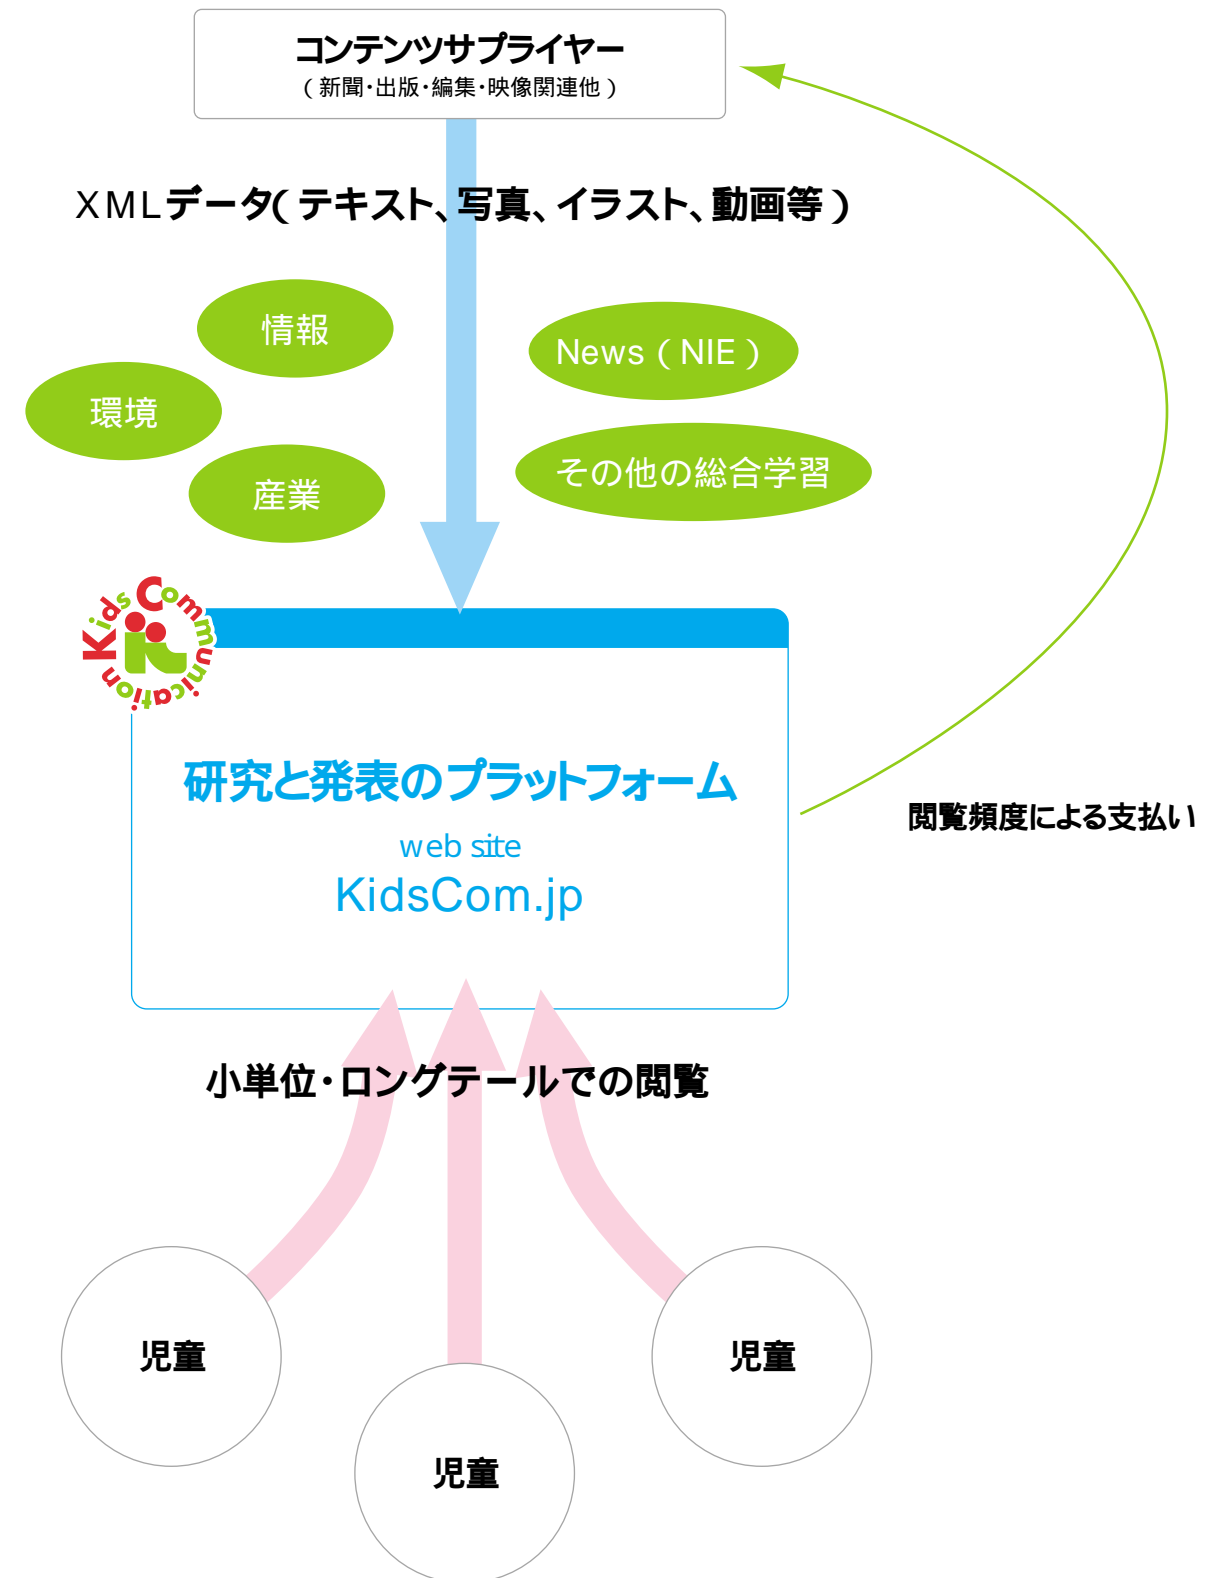 コンテンツサプライヤー
（新聞・出版・編集・映像関連他）
XMLデータ（テキスト、写真、イラスト、動画等）
情報
News（NIE）
環境
その他の総合学習
産業
Kids Communication
研究と発表のプラットフォーム
web site
KidsCom.jp
閲覧頻度による支払い
小単位・ロングテールでの閲覧
児童
児童
児童